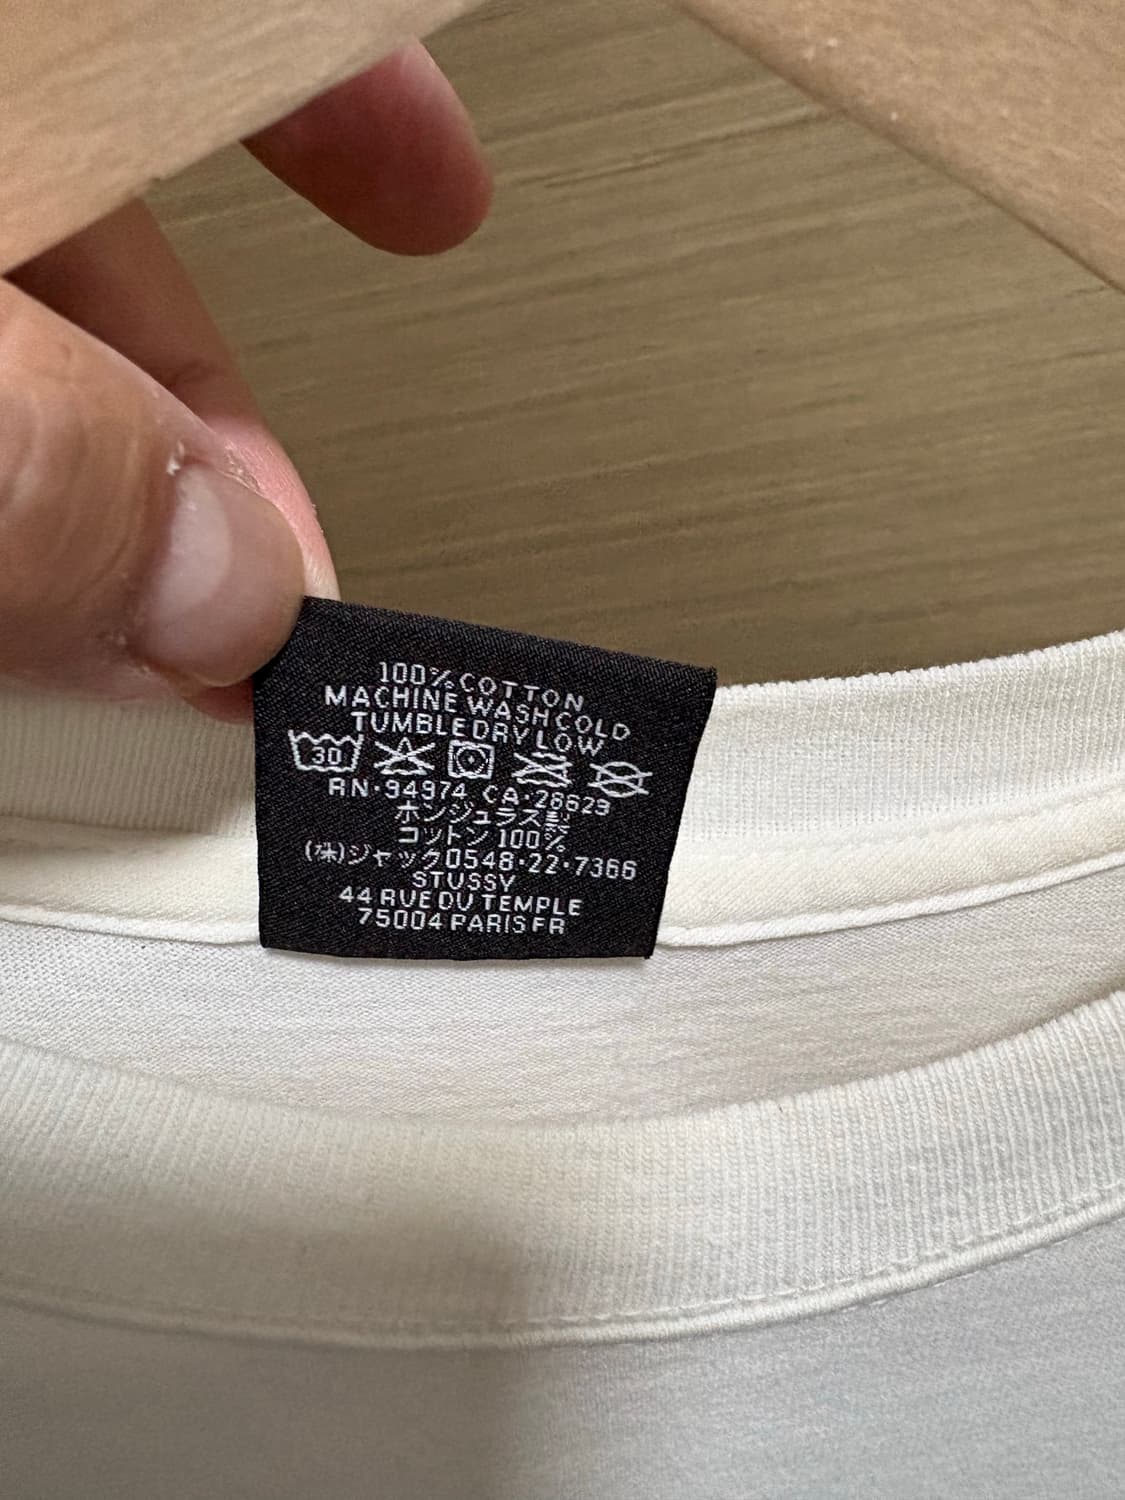 100% COTTON
MACHINE WASH COLD
TUMBLE DRY LOW
30
RN·94974 CA·28629
ホンジュラス製
コットン 100%
(株)ジャック0548·22·7366
STUSSY
44 RUE DU TEMPLE
75004 PARIS FR